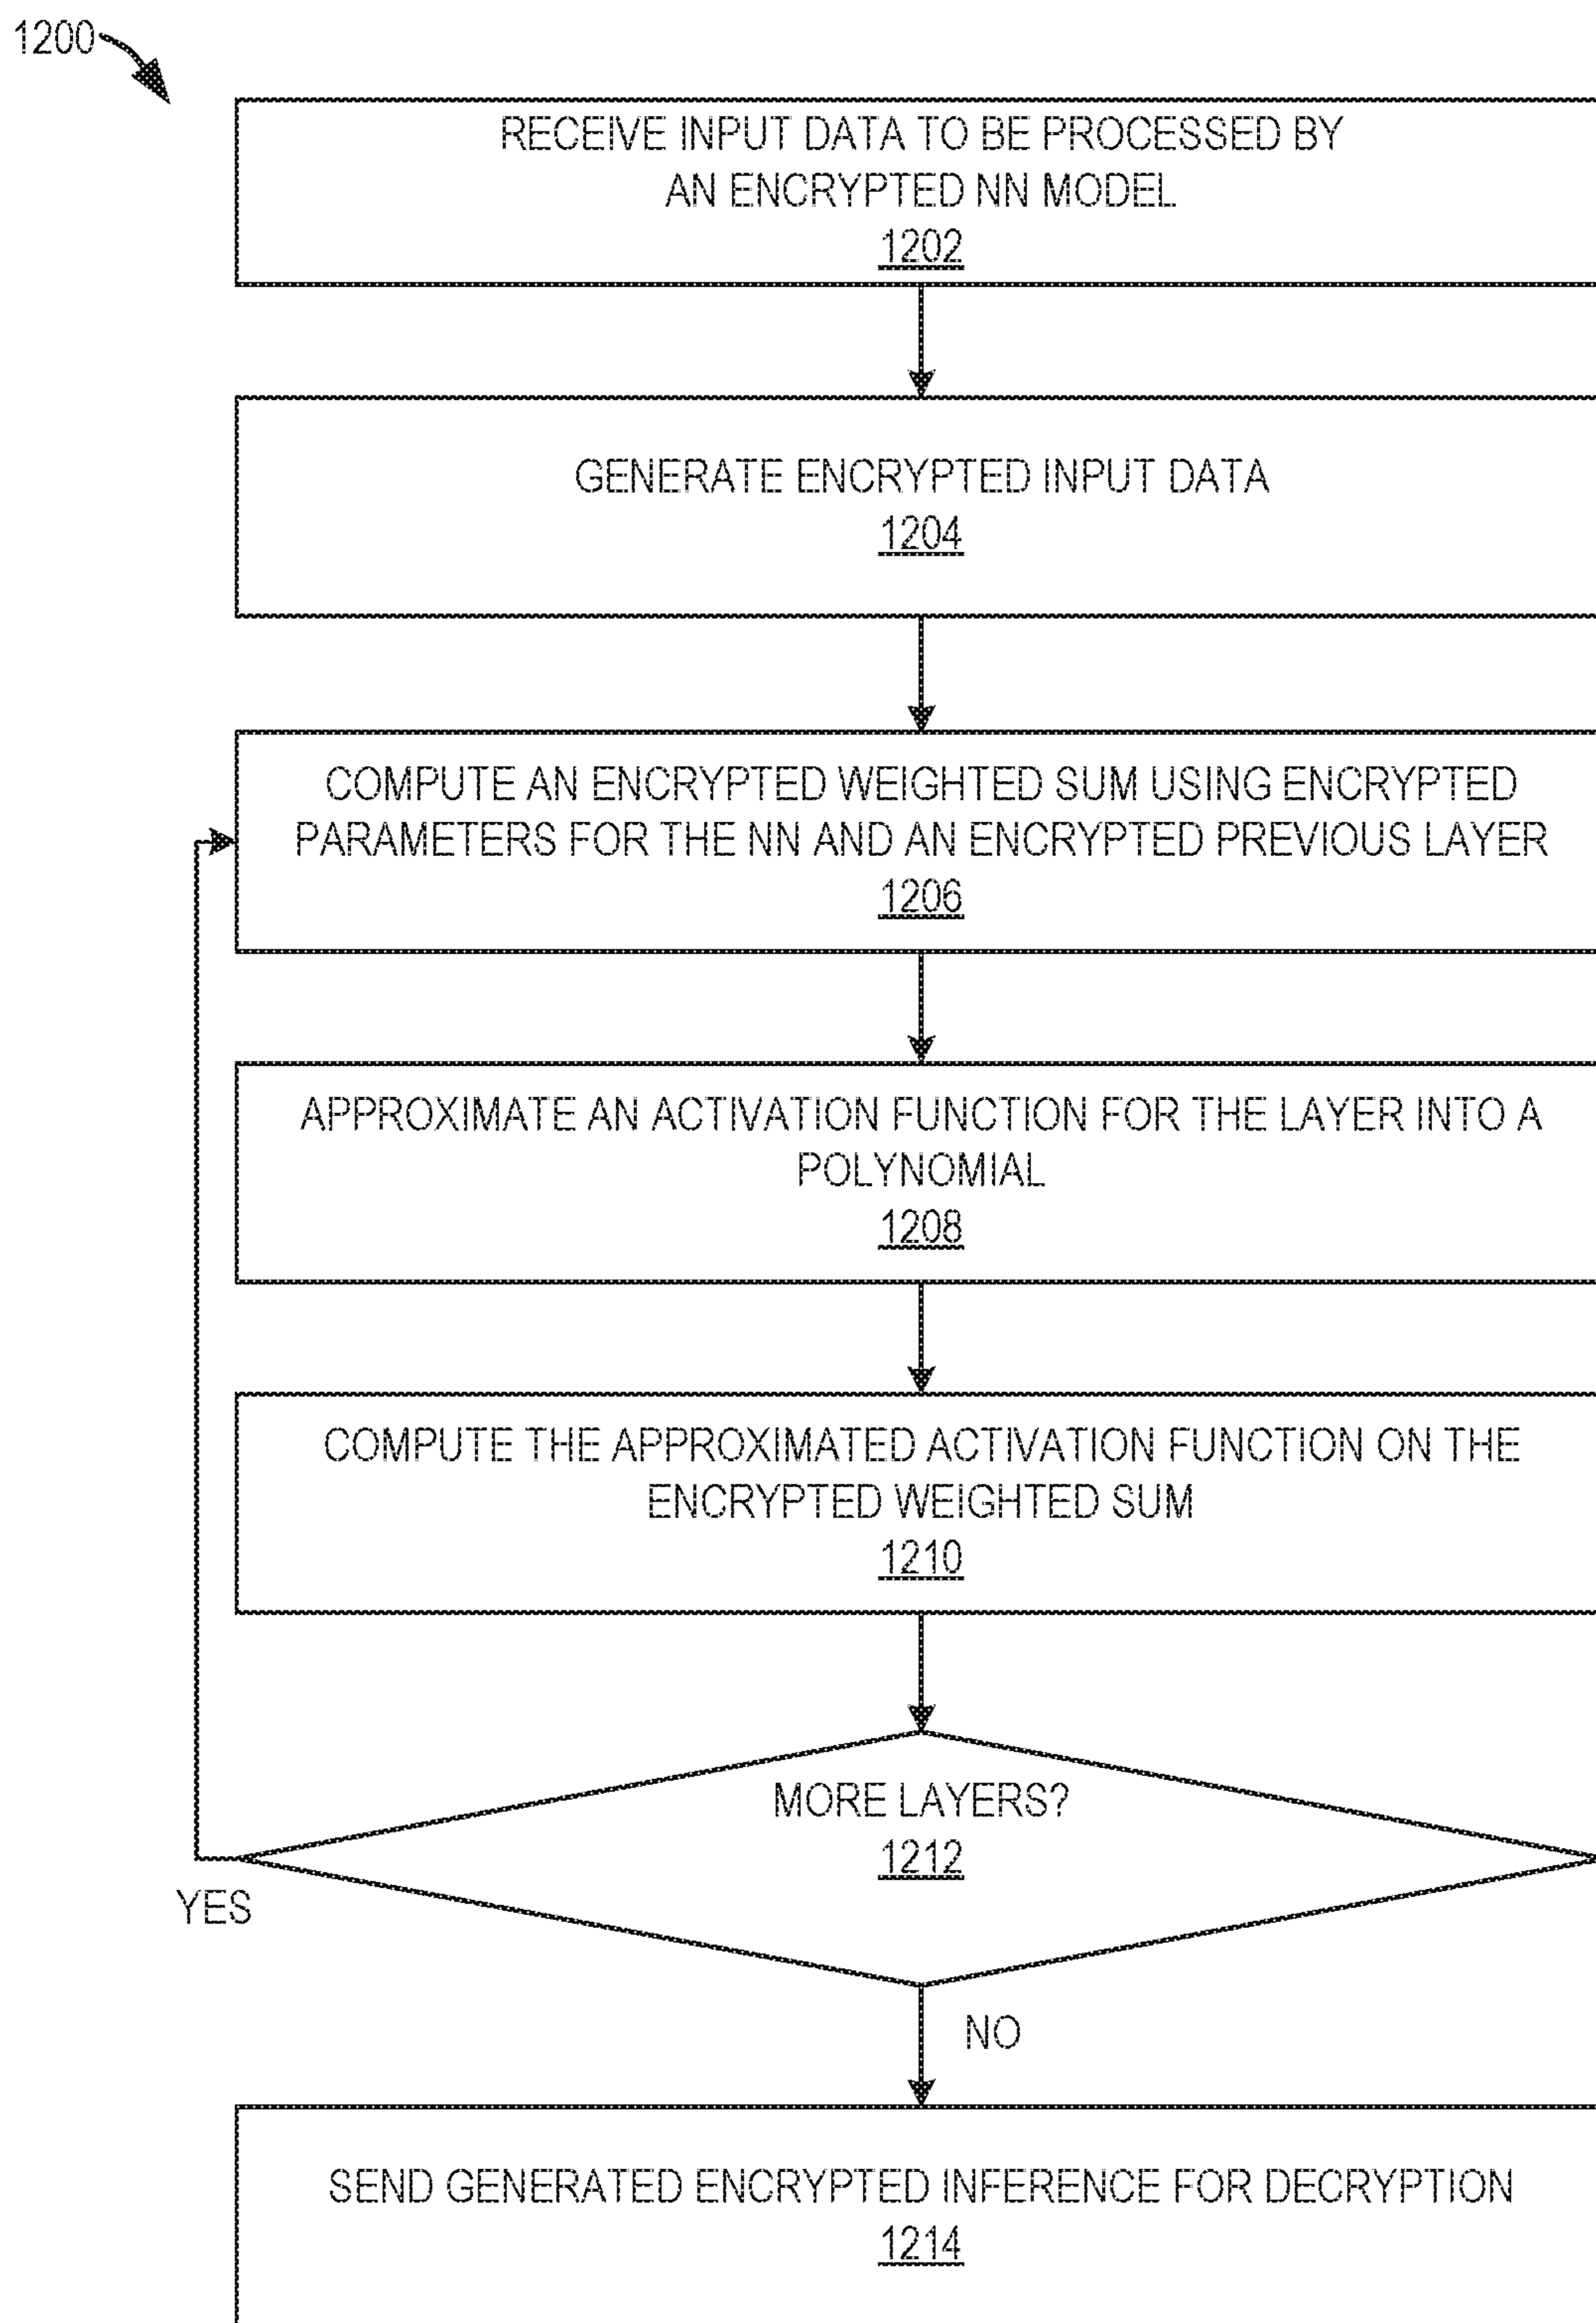 1200
RECEIVE INPUT DATA TO BE PROCESSED BY
AN ENCRYPTED NN MODEL
1202
GENERATE ENCRYPTED INPUT DATA
1204
COMPUTE AN ENCRYPTED WEIGHTED SUM USING ENCRYPTED
PARAMETERS FOR THE NN AND AN ENCRYPTED PREVIOUS LAYER
1206
APPROXIMATE AN ACTIVATION FUNCTION FOR THE LAYER INTO A
POLYNOMIAL
1208
COMPUTE THE APPROXIMATED ACTIVATION FUNCTION ON THE
ENCRYPTED WEIGHTED SUM
1210
MORE LAYERS?
1212
YES
NO
SEND GENERATED ENCRYPTED INFERENCE FOR DECRYPTION
1214